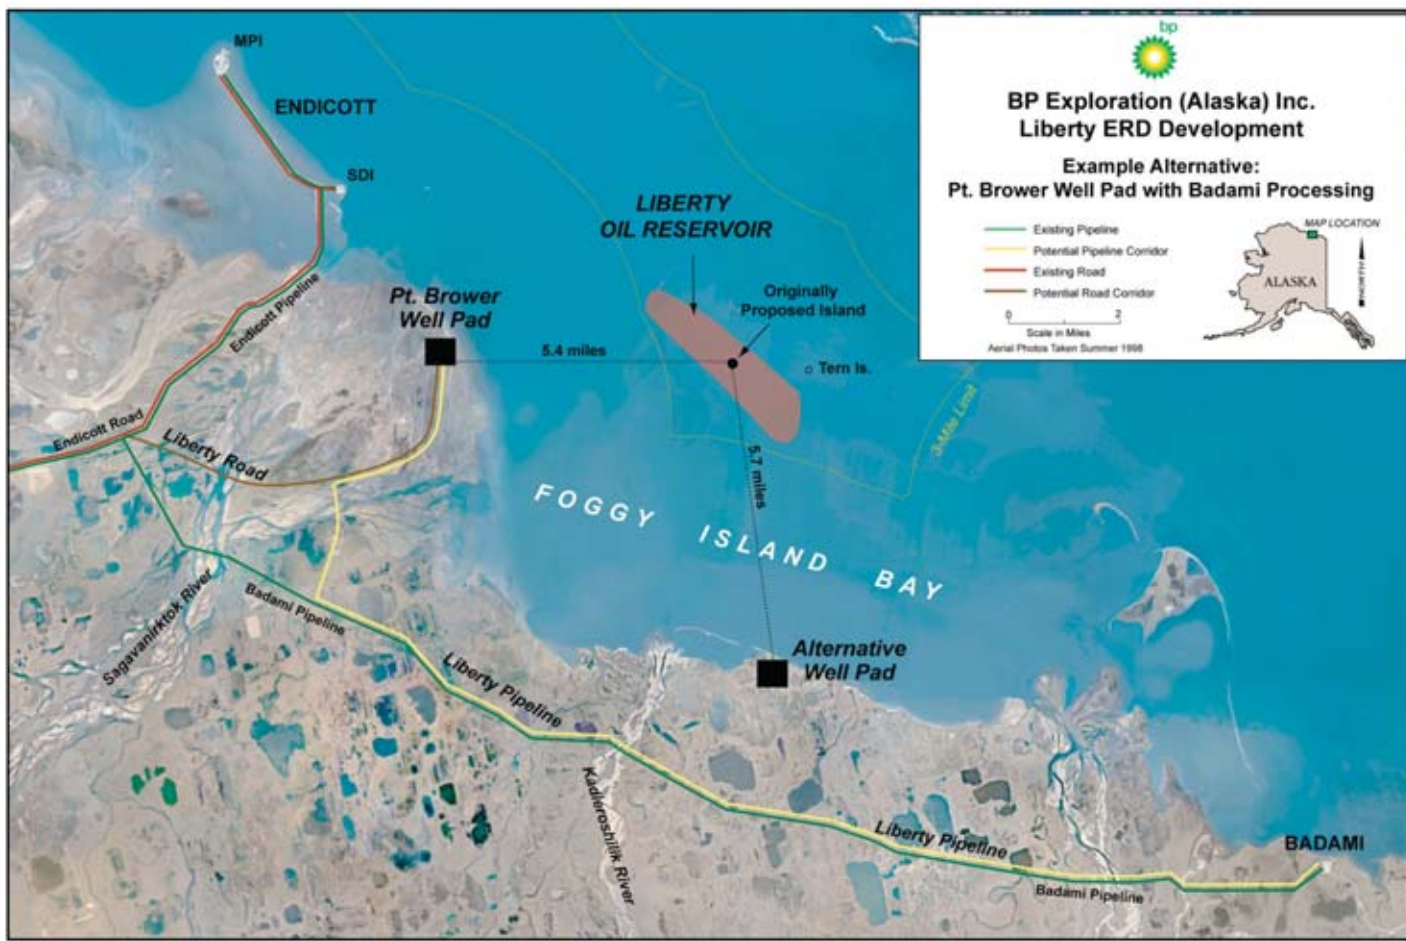 MPI
ENDICOTT
SDI
Endicott Pipeline
Endicott Road
Liberty Road
Pt. Brower
Well Pad
5.4 miles
LIBERTY
OIL RESERVOIR
Originally
Proposed Island
Tern Is.
3-Mile Limit
5.7 miles
FOGGY ISLAND BAY
Sagavanirktok River
Badami Pipeline
Liberty Pipeline
Kadleroshilik River
Alternative
Well Pad
Liberty Pipeline
Badami Pipeline
BADAMI
bp
BP Exploration (Alaska) Inc.
Liberty ERD Development
Example Alternative:
Pt. Brower Well Pad with Badami Processing
Existing Pipeline
Potential Pipeline Corridor
Existing Road
Potential Road Corridor
0 2
Scale in Miles
Aerial Photos Taken Summer 1998
MAP LOCATION
ALASKA
NORTH